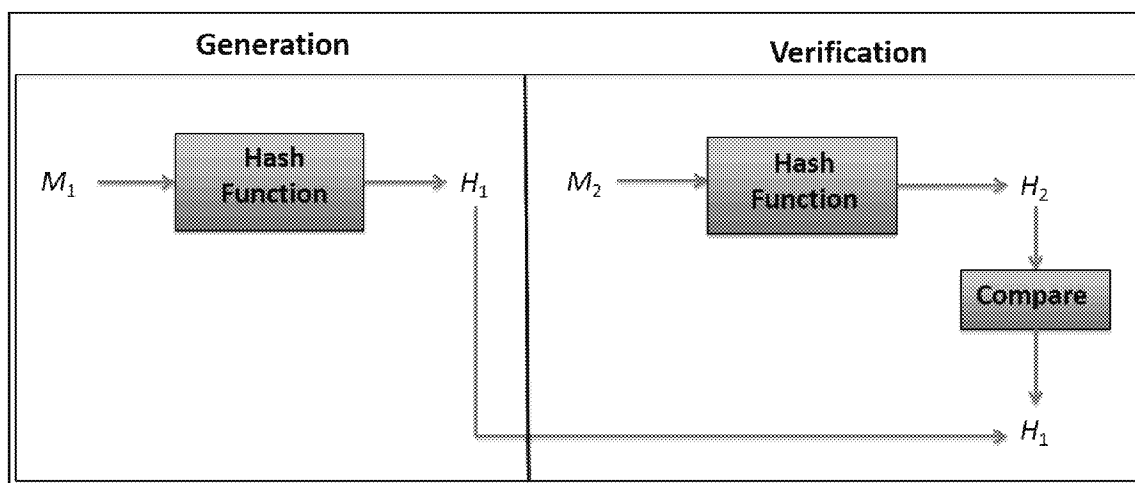 Generation
Verification
M₁
Hash
Function
H₁
M₂
Hash
Function
H₂
Compare
H₁